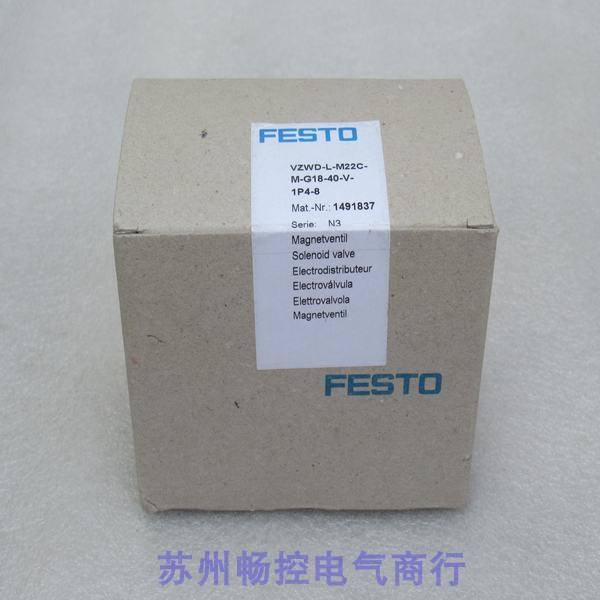 FESTO
VZWD-L-M22C-
M-G18-40-V-
1P4-8
Mat.-Nr.: 1491837
Serie: N3
Magnetventil
Solenoid valve
Electrodistributeur
Electroválvula
Elettrovalvola
Magnetventil
FESTO
苏州畅控电气商行